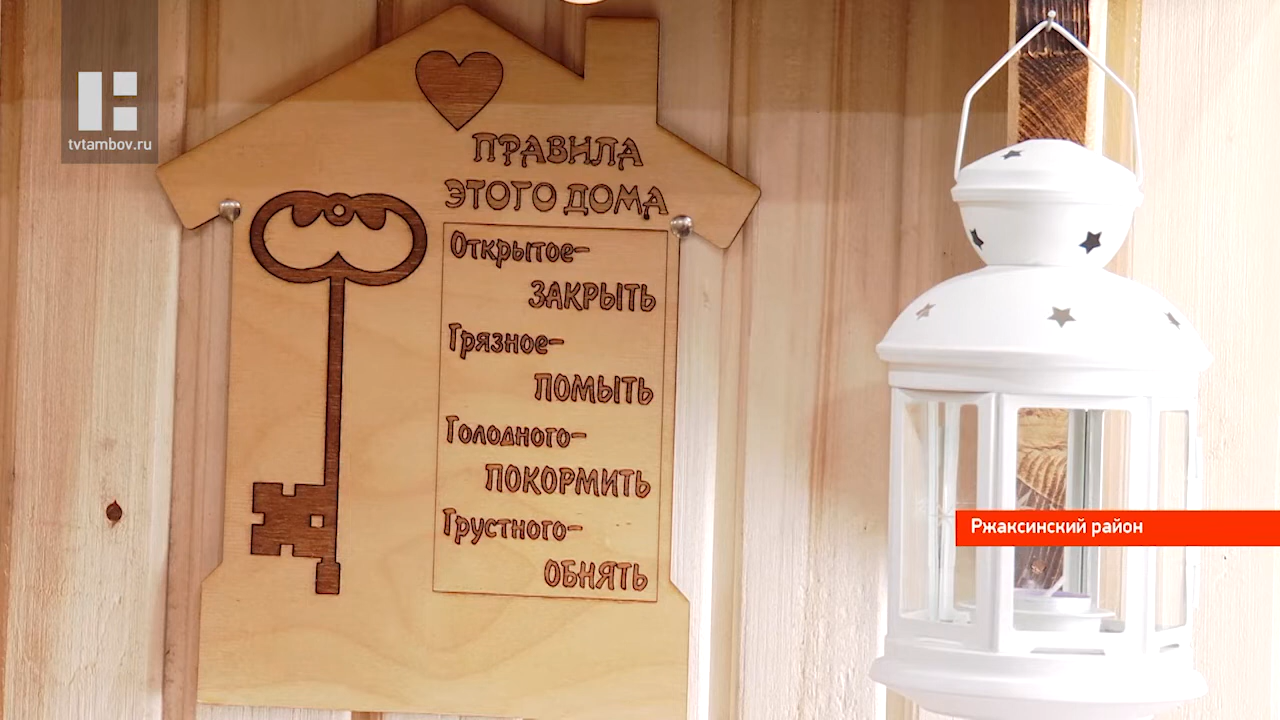 tvtambov.ru
ПРАВИЛА
ЭТОГО ДОМА
Открытое-
ЗАКРЫТЬ
Грязное-
ПОМЫТЬ
Голодного-
ПОКОРМИТЬ
Грустного-
ОБНЯТЬ
Ржаксинский район